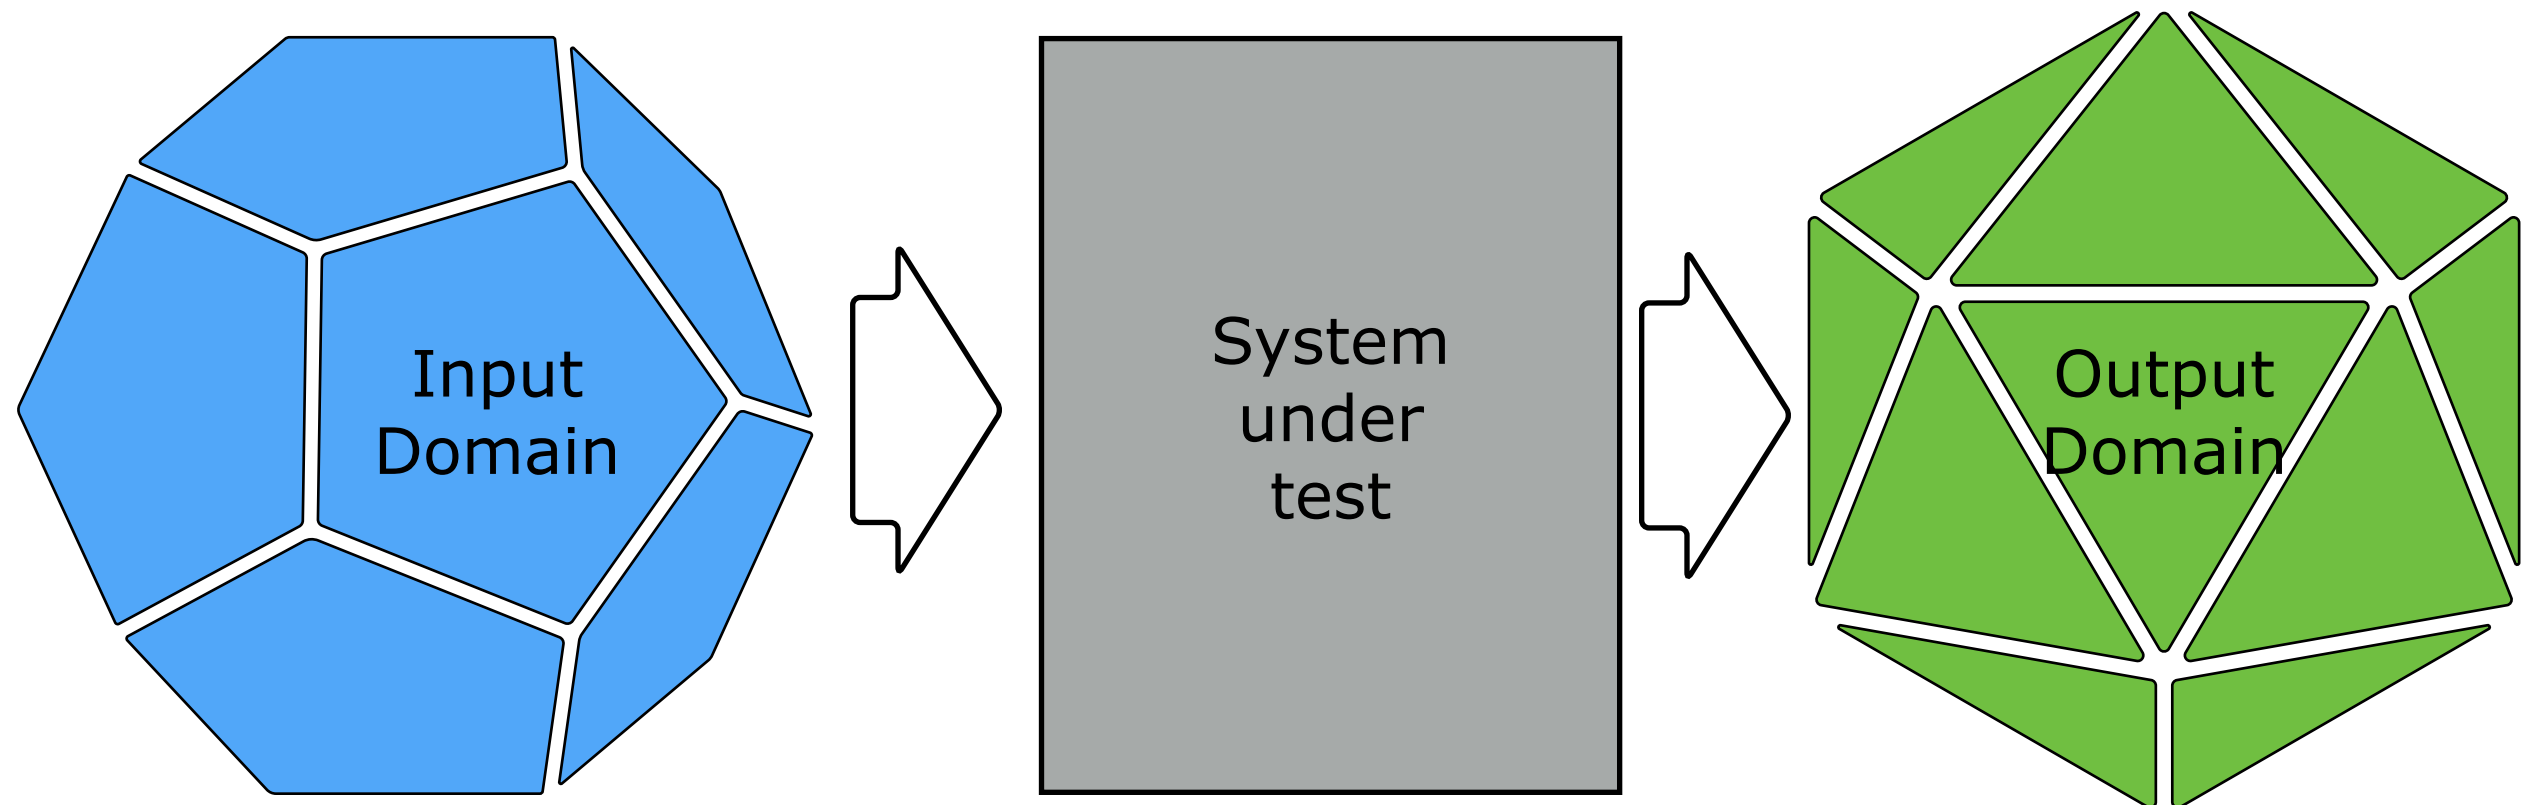 Input
Domain
System
under
test
Output
Domain